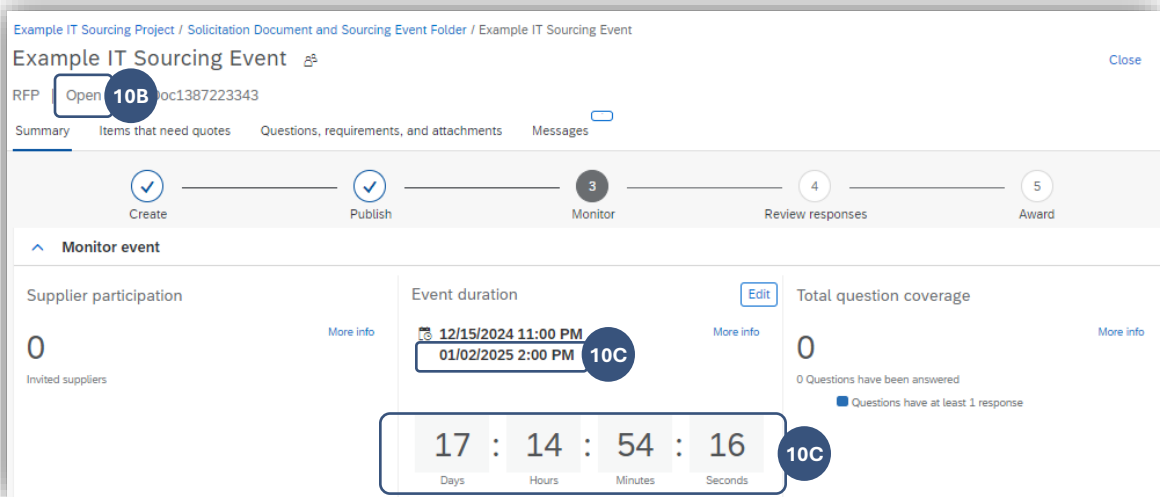 Example IT Sourcing Project / Solicitation Document and Sourcing Event Folder / Example IT Sourcing Event
Example IT Sourcing Event
Close
RFP | Open 10B oc1387223343
Summary Items that need quotes Questions, requirements, and attachments Messages
3 4 5
Create Publish Monitor Review responses Award
Monitor event
Supplier participation
0
More info
Invited suppliers
Event duration
Edit
12/15/2024 11:00 PM
More info
01/02/2025 2:00 PM 10C
17 : 14 : 54 : 16 10C
Days Hours Minutes Seconds
Total question coverage
0
More info
0 Questions have been answered
Questions have at least 1 response